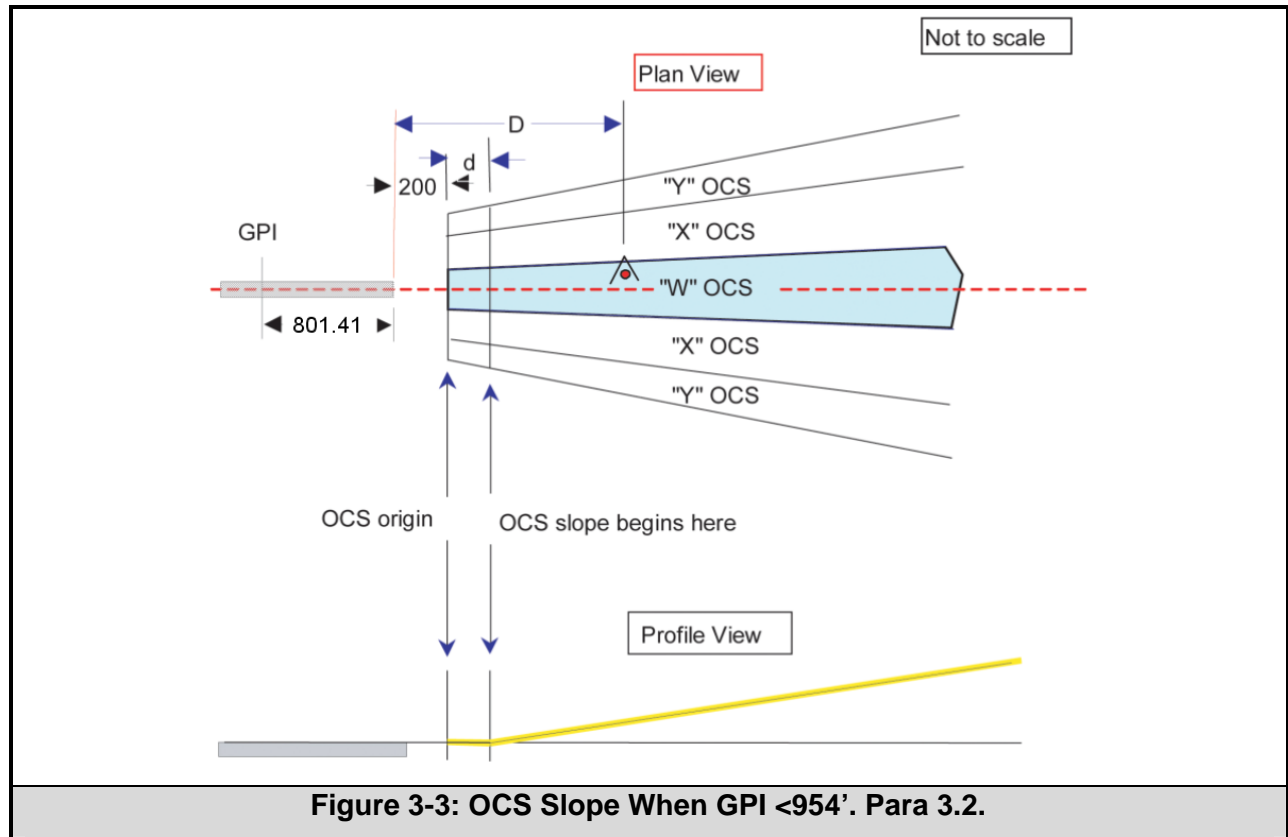 Not to scale
Plan View
D
d
200
"Y" OCS
"X" OCS
GPI
"W" OCS
801.41
"X" OCS
"Y" OCS
OCS origin
OCS slope begins here
Profile View
Figure 3-3: OCS Slope When GPI <954’. Para 3.2.